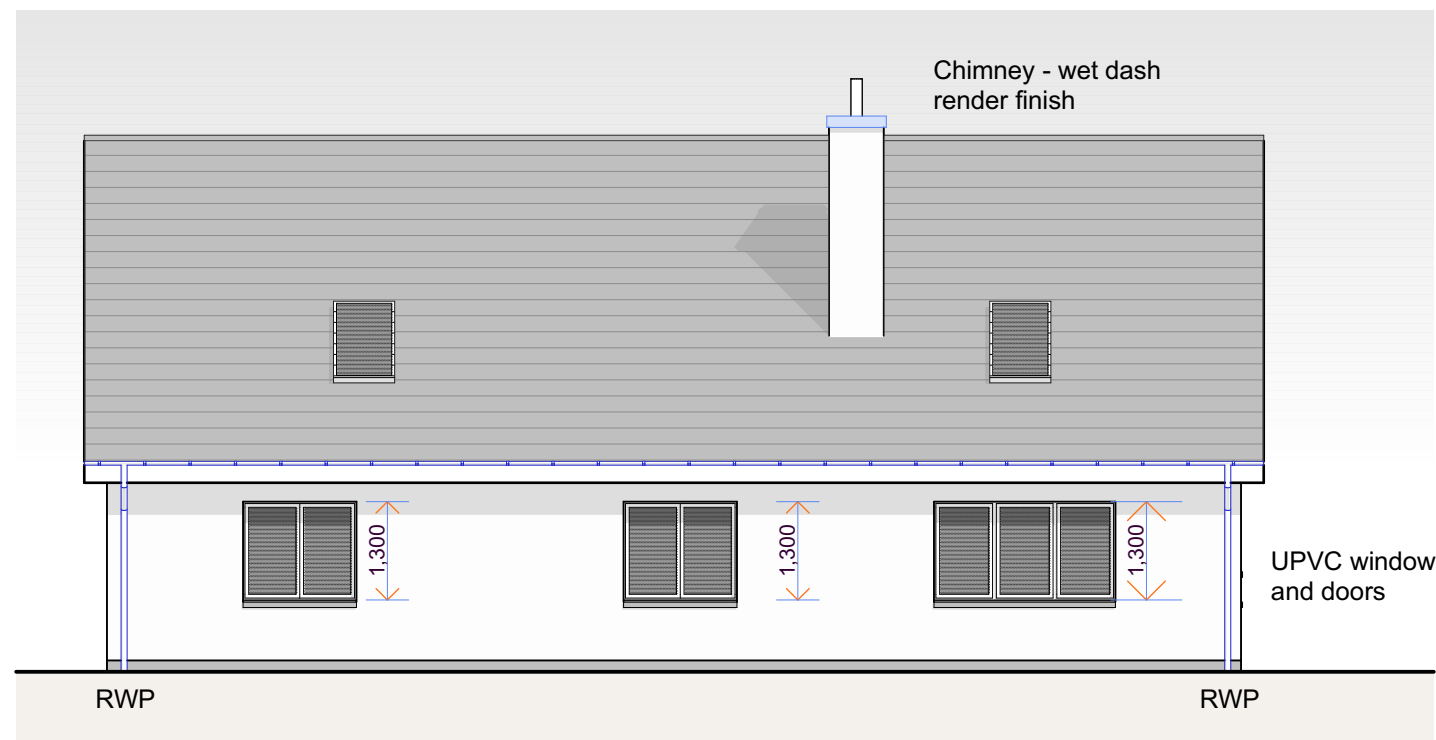 Chimney - wet dash
render finish
1,300
1,300
1,300
UPVC window
and doors
RWP
RWP